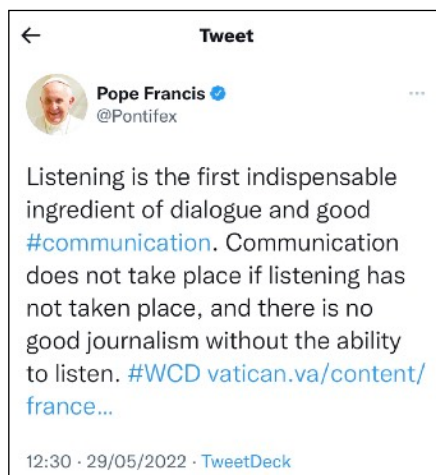 Tweet
Pope Francis
@Pontifex
Listening is the first indispensable
ingredient of dialogue and good
#communication. Communication
does not take place if listening has
not taken place, and there is no
good journalism without the ability
to listen. #WCD vatican.va/content/
france...
12:30 · 29/05/2022 · TweetDeck